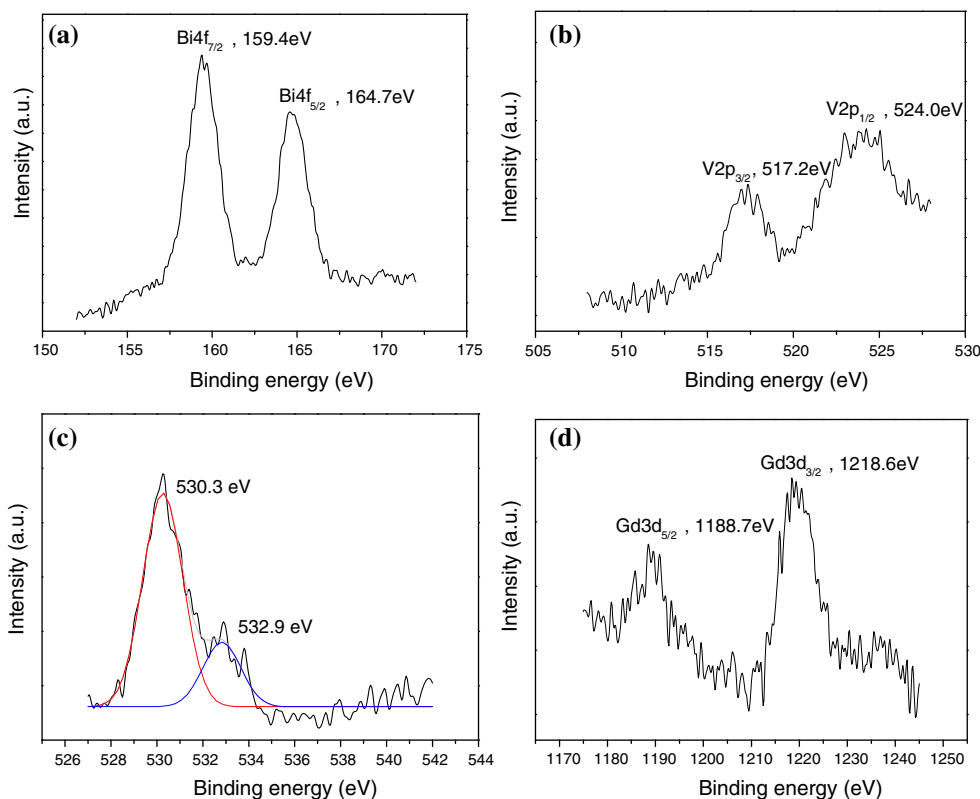 (a)
Bi4f7/2 , 159.4eV
Bi4f5/2 , 164.7eV
Intensity (a.u.)
150 155 160 165 170 175
Binding energy (eV)
(b)
V2p1/2 , 524.0eV
V2p3/2, 517.2eV
Intensity (a.u.)
505 510 515 520 525 530
Binding energy (eV)
(c)
530.3 eV
532.9 eV
Intensity (a.u.)
526 528 530 532 534 536 538 540 542 544
Binding energy (eV)
(d)
Gd3d3/2 , 1218.6eV
Gd3d5/2 , 1188.7eV
Intensity (a.u.)
1170 1180 1190 1200 1210 1220 1230 1240 1250
Binding energy (eV)